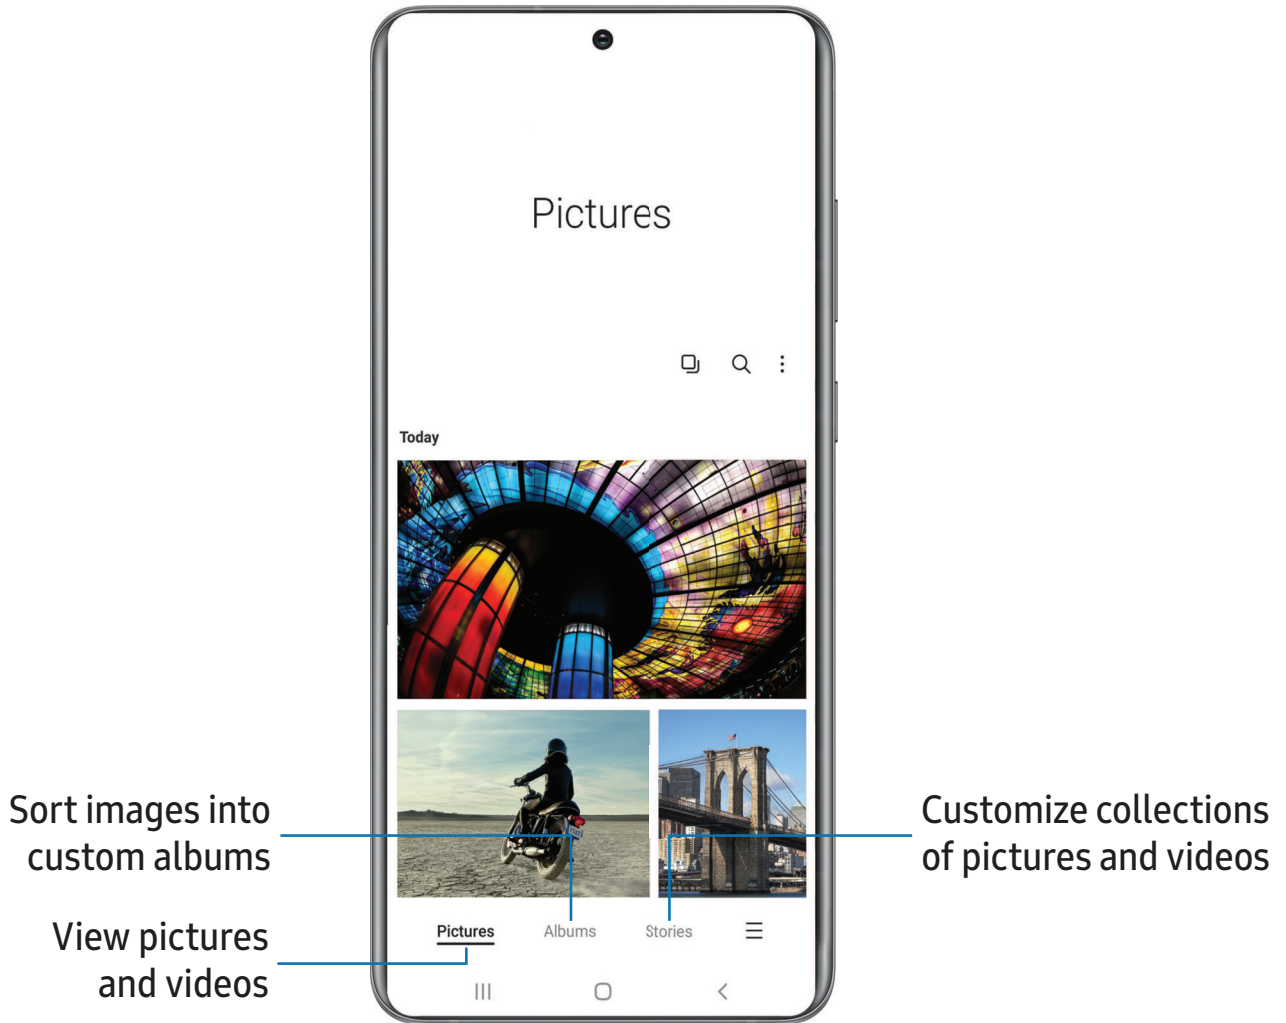 Pictures
Today
Sort images into
custom albums
Customize collections
of pictures and videos
View pictures
and videos
Pictures Albums Stories